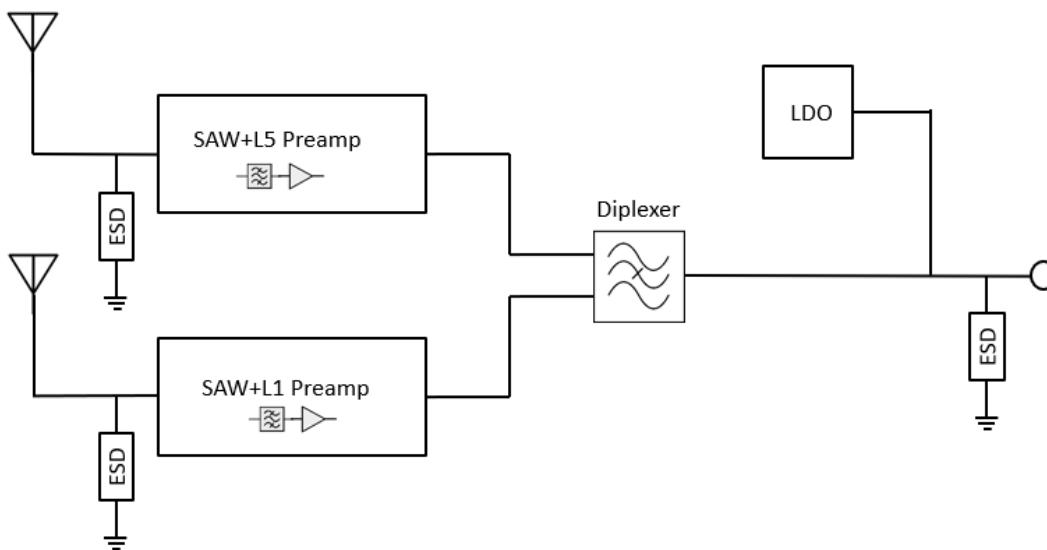 SAW+L5 Preamp
ESD
LDO
Diplexer
SAW+L1 Preamp
ESD
ESD